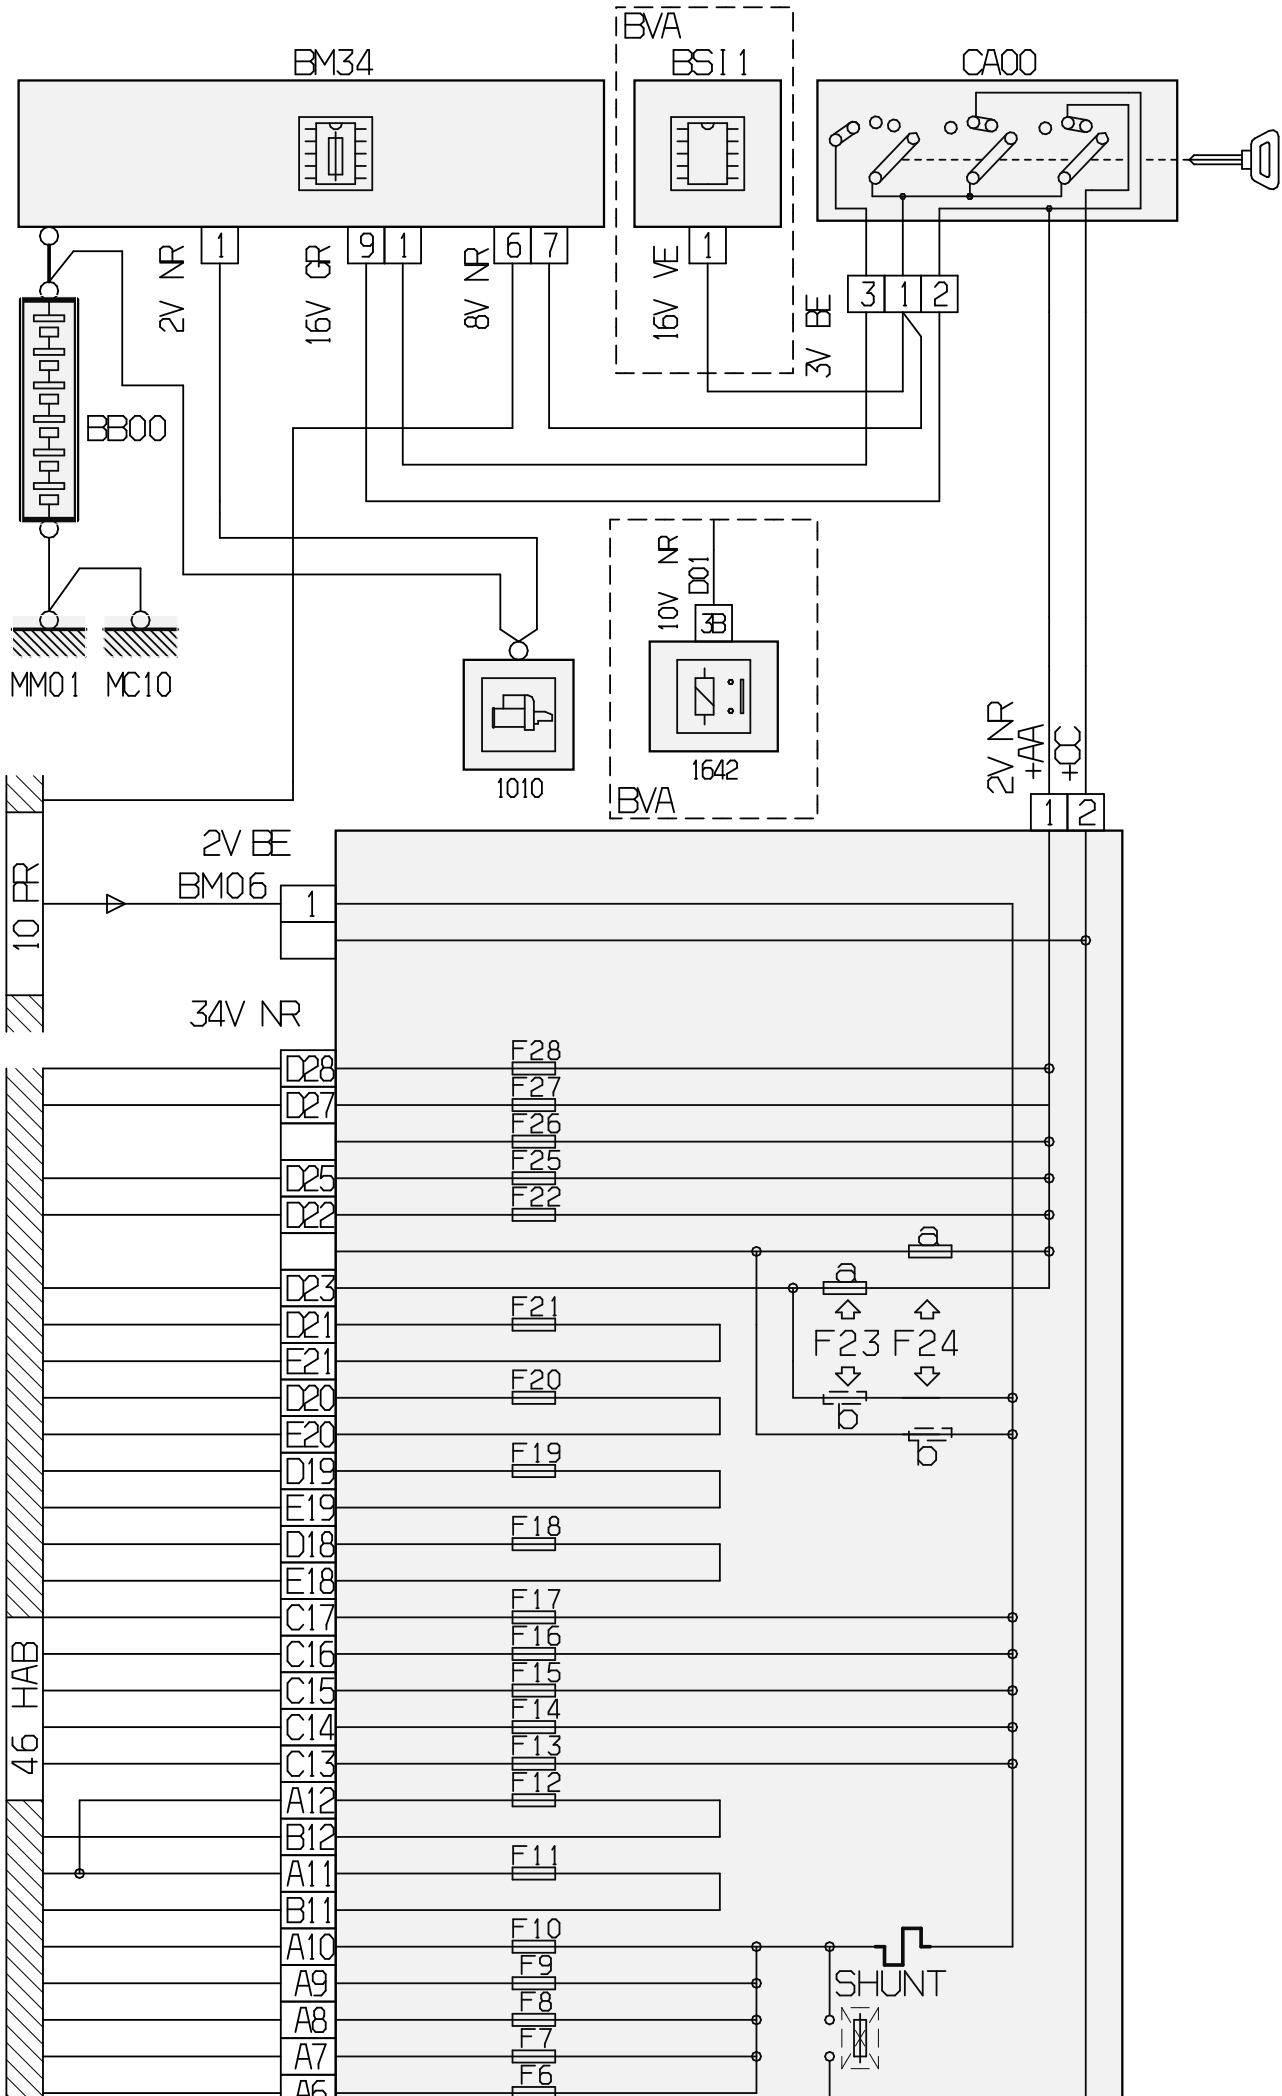 BVA
BM34
BSI1
CA00
1
9 1
6 7
1
2V NR
16V GR
8V NR
16V VE
3V BE
3 1 2
BB00
10V NR
D01
3B
MM01
MC10
1010
1642
BVA
2V NR
+AA
+CC
1 2
10 PR
2V BE
BM06
1
34V NR
D28 F28
D27 F27
F26
D25 F25
D22 F22
a
D23 a
D21 F21
F23 F24
E21
D20 F20
b
E20
b
D19 F19
E19
D18 F18
E18
C17 F17
C16 F16
46 HAB
C15 F15
C14 F14
C13 F13
A12 F12
B12
A11 F11
B11
A10 F10
A9 F9
SHUNT
A8 F8
A7 F7
A6 F6